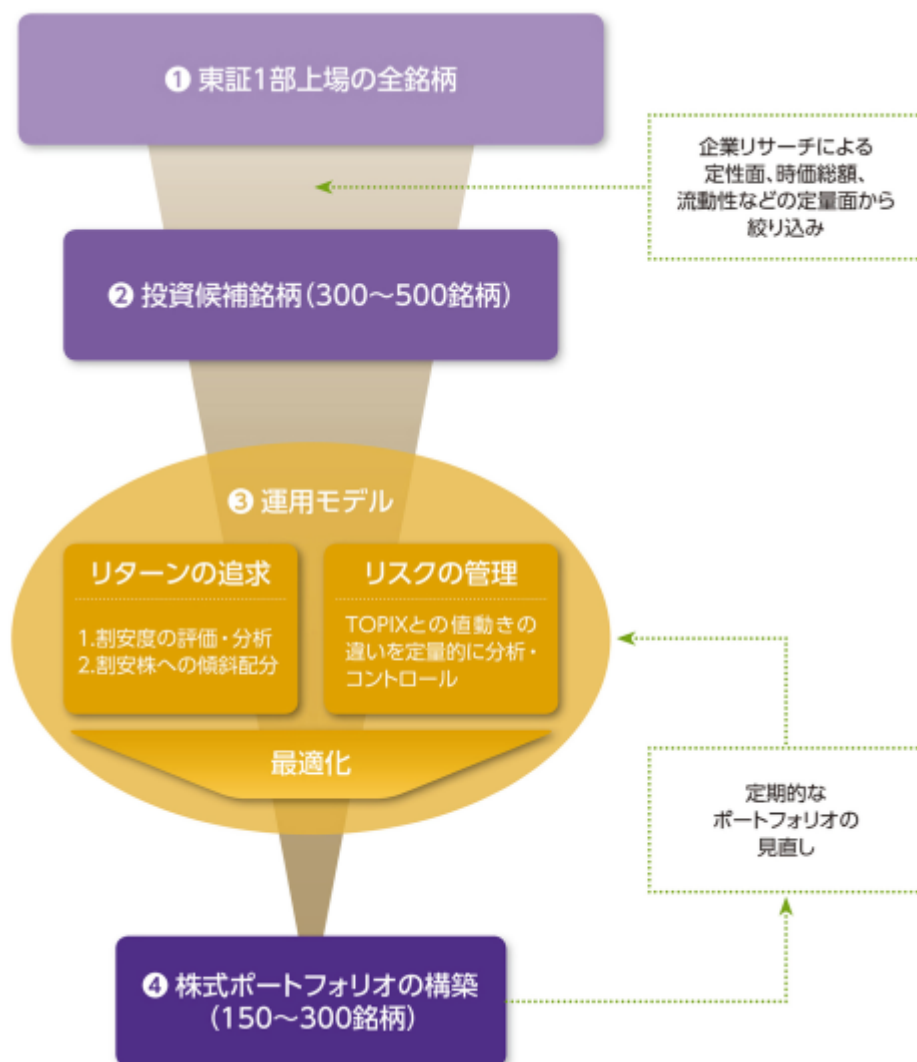 ❶ 東証1部上場の全銘柄
企業リサーチによる
定性面、時価総額、
流動性などの定量面から
絞り込み
❷ 投資候補銘柄(300～500銘柄)
❸ 運用モデル
リターンの追求
1.割安度の評価・分析
2.割安株への傾斜配分
リスクの管理
TOPIXとの値動きの
違いを定量的に分析・
コントロール
最適化
定期的な
ポートフォリオの
見直し
❹ 株式ポートフォリオの構築
(150～300銘柄)